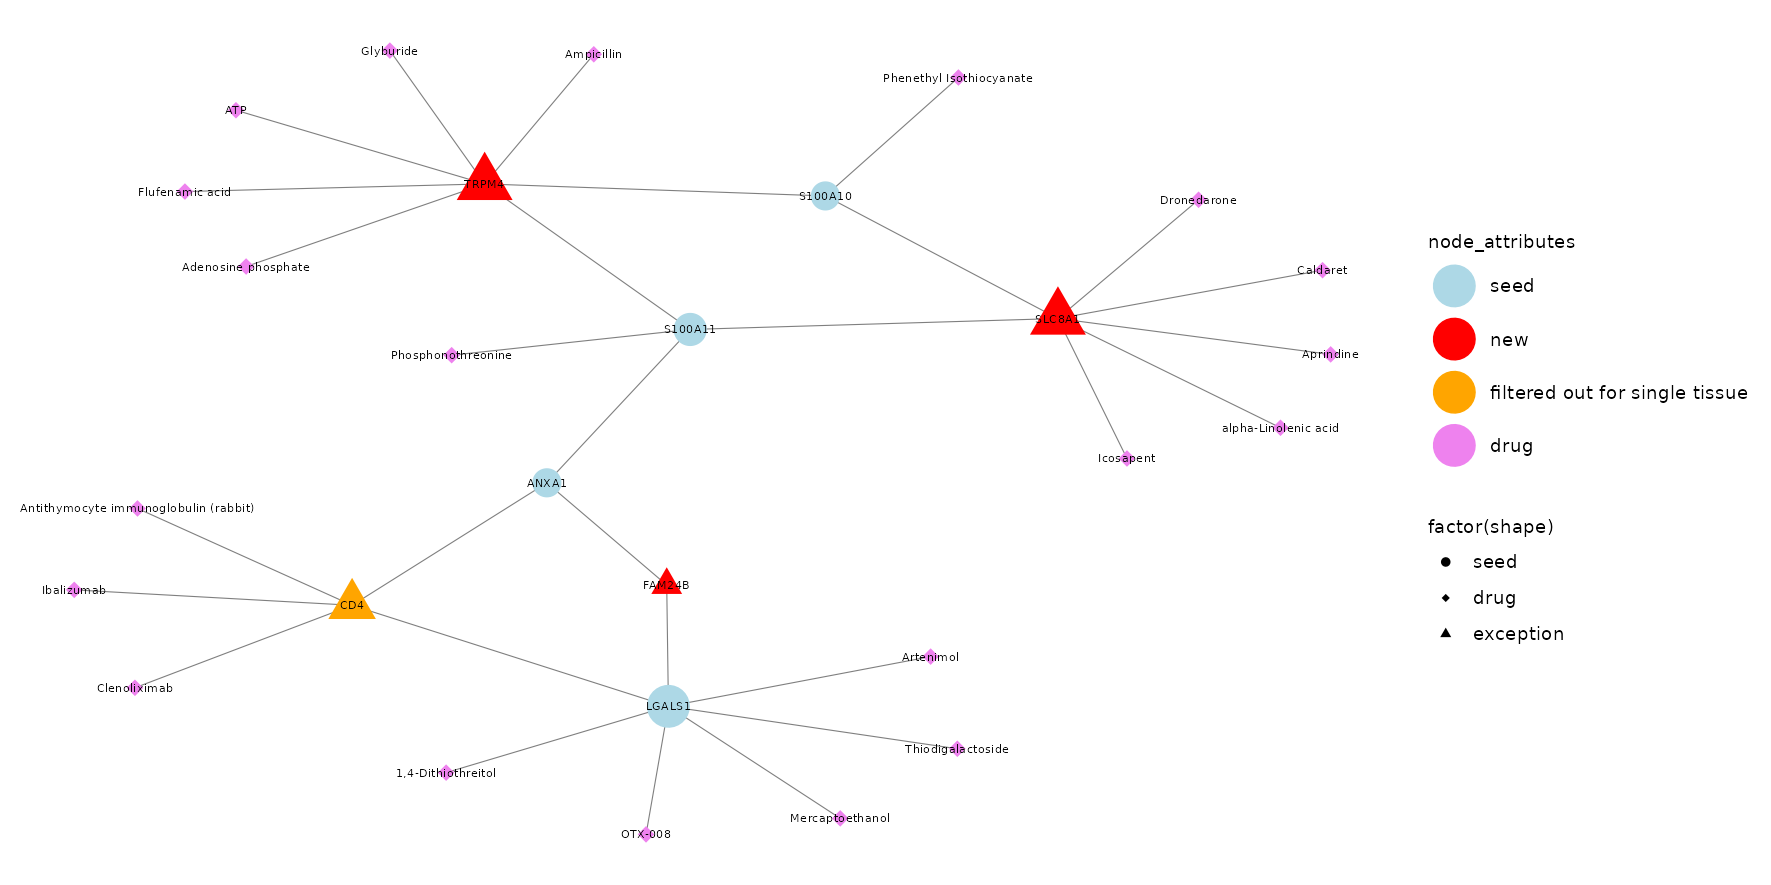 Glyburide
Ampicillin
Phenethyl Isothiocyanate
ATP
TRPM4
Flufenamic acid
S100A10
Dronedarone
Adenosine phosphate
Caldaret
SLC8A1
S100A11
Phosphonothreonine
Aprindine
alpha-Linolenic acid
Icosapent
ANXA1
Antithymocyte immunoglobulin (rabbit)
FAM24B
Ibalizumab
CD4
Artenimol
Clenoliximab
LGALS1
Thiodigalactoside
1,4-Dithiothreitol
Mercaptoethanol
OTX-008
node_attributes
seed
new
filtered out for single tissue
drug
factor(shape)
seed
drug
exception